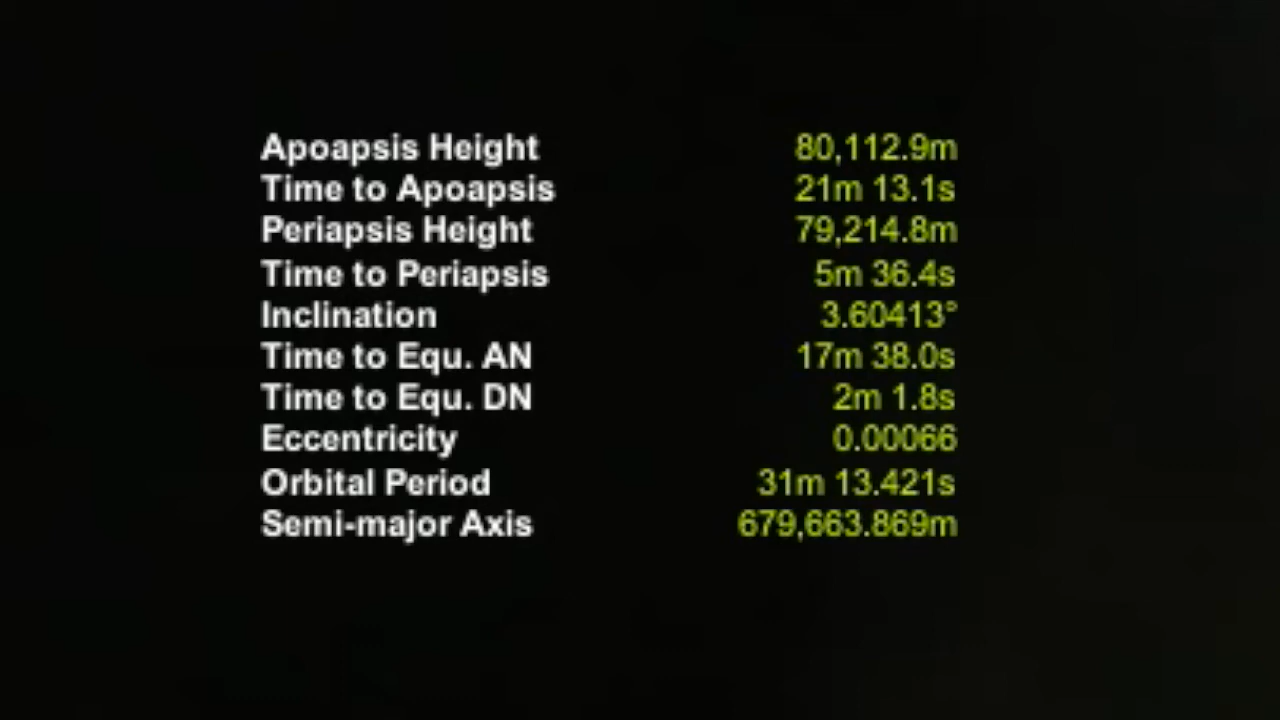 Apoapsis Height 80,112.9m
Time to Apoapsis 21m 13.1s
Periapsis Height 79,214.8m
Time to Periapsis 5m 36.4s
Inclination 3.60413°
Time to Equ. AN 17m 38.0s
Time to Equ. DN 2m 1.8s
Eccentricity 0.00066
Orbital Period 31m 13.421s
Semi-major Axis 679,663.869m